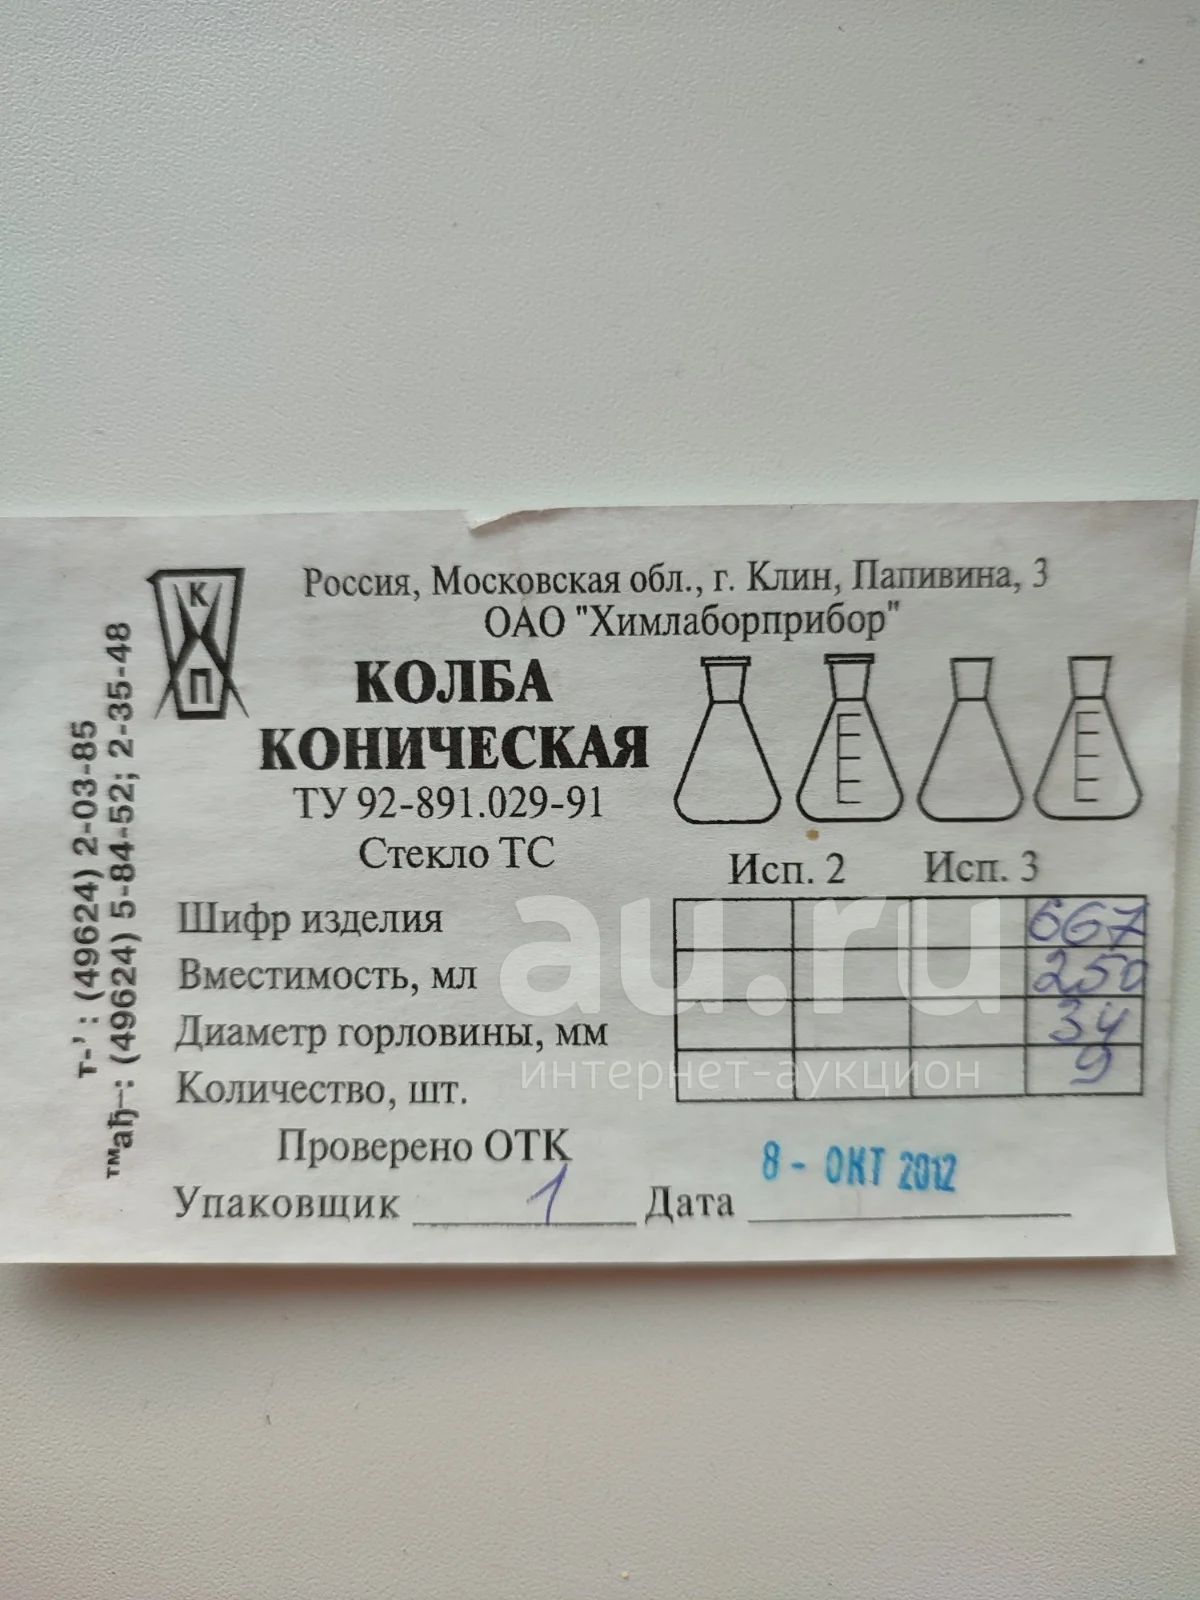 К
П
Россия, Московская обл., г. Клин, Папивина, 3
ОАО "Химлаборприбор"
КОЛБА
КОНИЧЕСКАЯ
ТУ 92-891.029-91
Стекло ТС
Исп. 2 Исп. 3
Шифр изделия 667
Вместимость, мл 250
Диаметр горловины, мм 34
Количество, шт. 9
Проверено ОТК
8 - ОКТ 2012
Упаковщик 1 Дата
т-’: (49624) 2-03-85
™ађ–: (49624) 5-84-52; 2-35-48
au.ru
интернет-аукцион